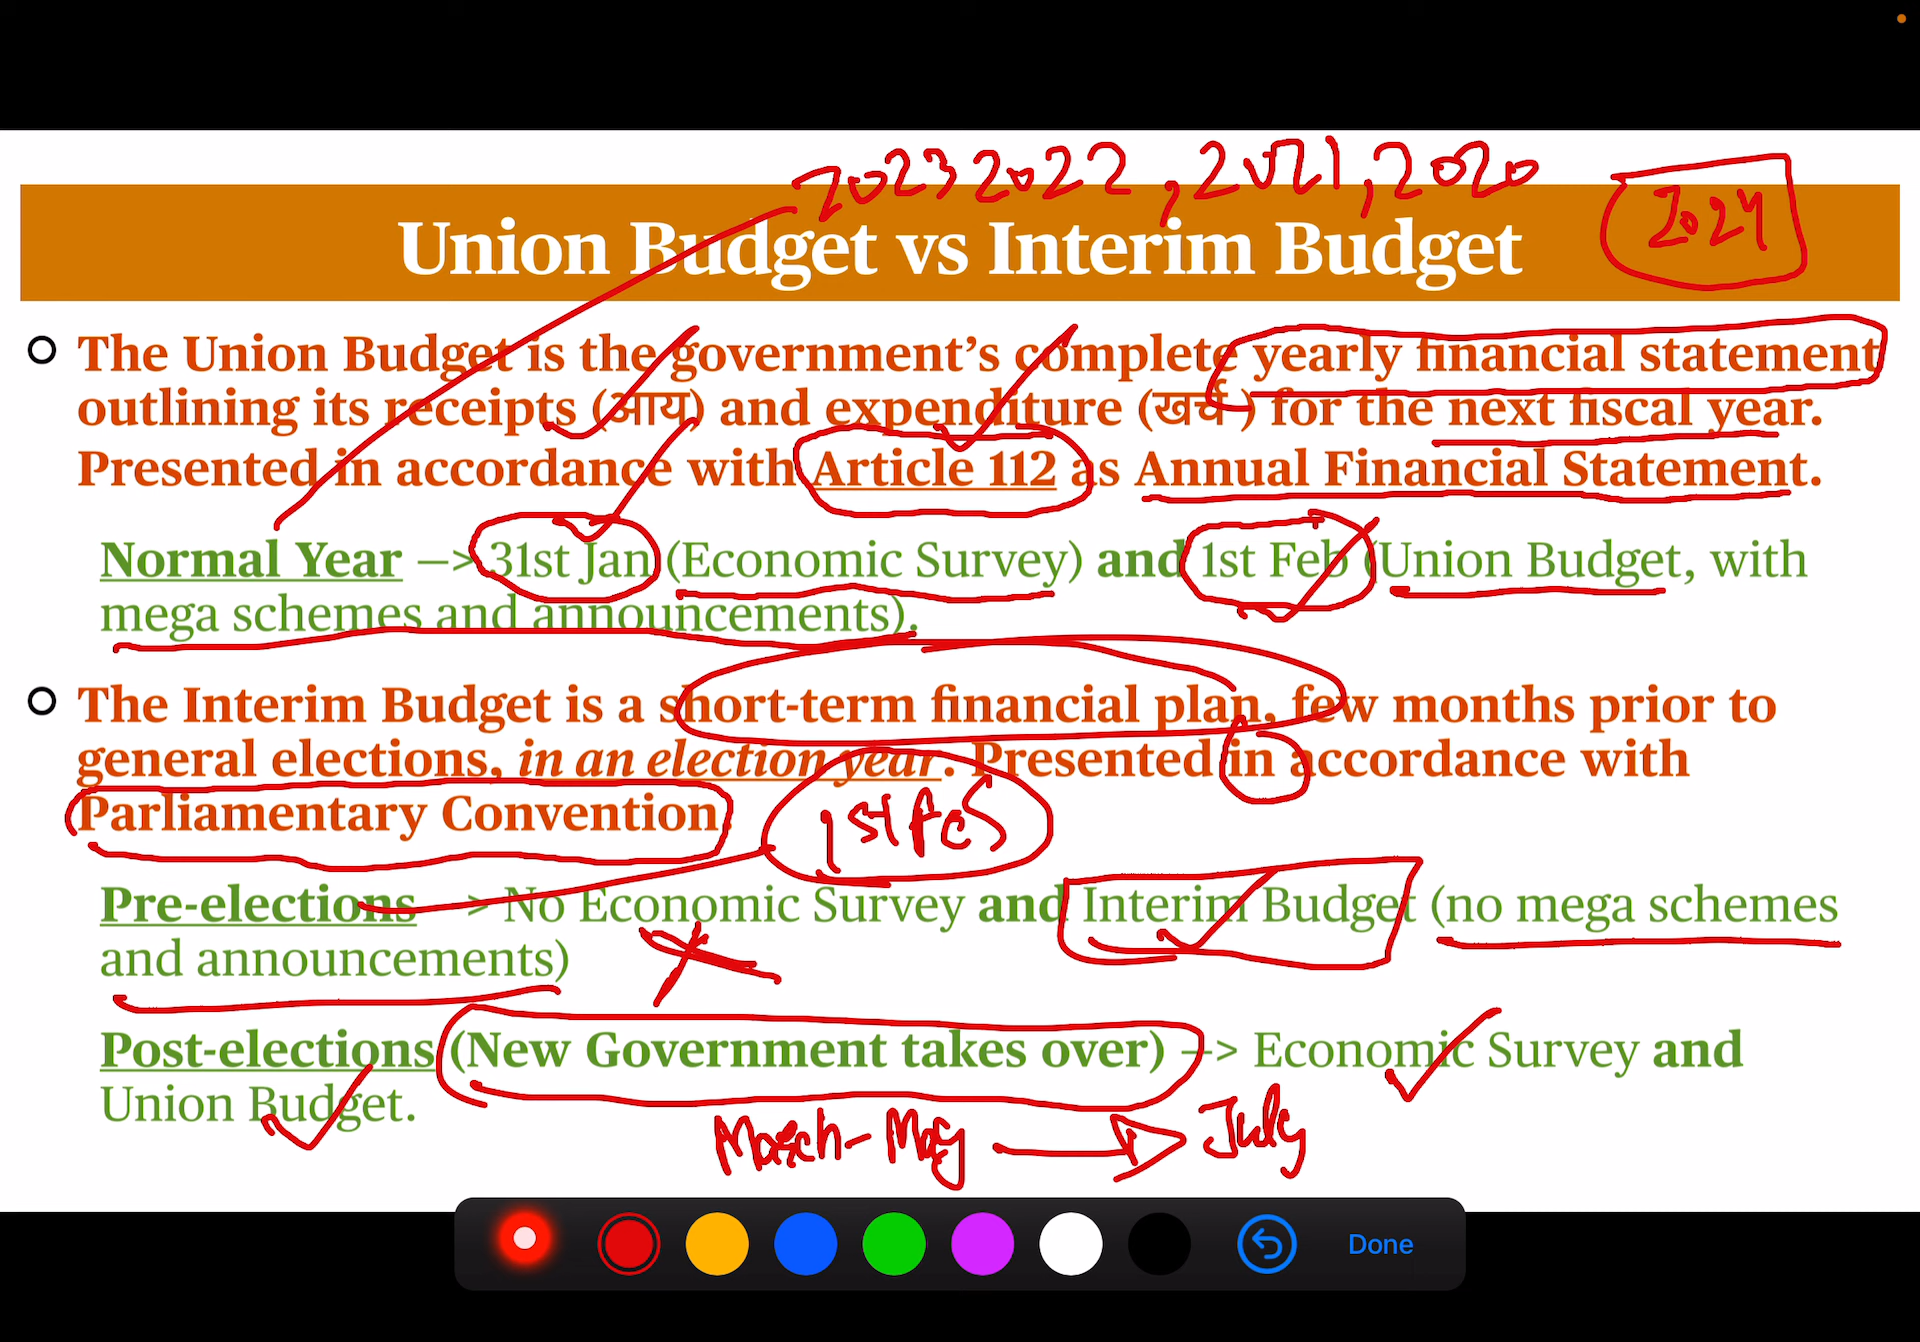 2023 2022, 2021, 2020
2024
Union Budget vs Interim Budget
The Union Budget is the government's complete yearly financial statement
outlining its receipts (आय) and expenditure (खर्च ) for the next fiscal year.
Presented in accordance with Article 112 as Annual Financial Statement.
Normal Year —> 31st Jan (Economic Survey) and 1st Feb (Union Budget, with
mega schemes and announcements).
The Interim Budget is a short-term financial plan, few months prior to
general elections, in an election year. Presented in accordance with
Parliamentary Convention.
1st Feb
Pre-elections —> No Economic Survey and Interim Budget (no mega schemes
and announcements)
Post-elections (New Government takes over) —> Economic Survey and
Union Budget.
March - May → July
Done